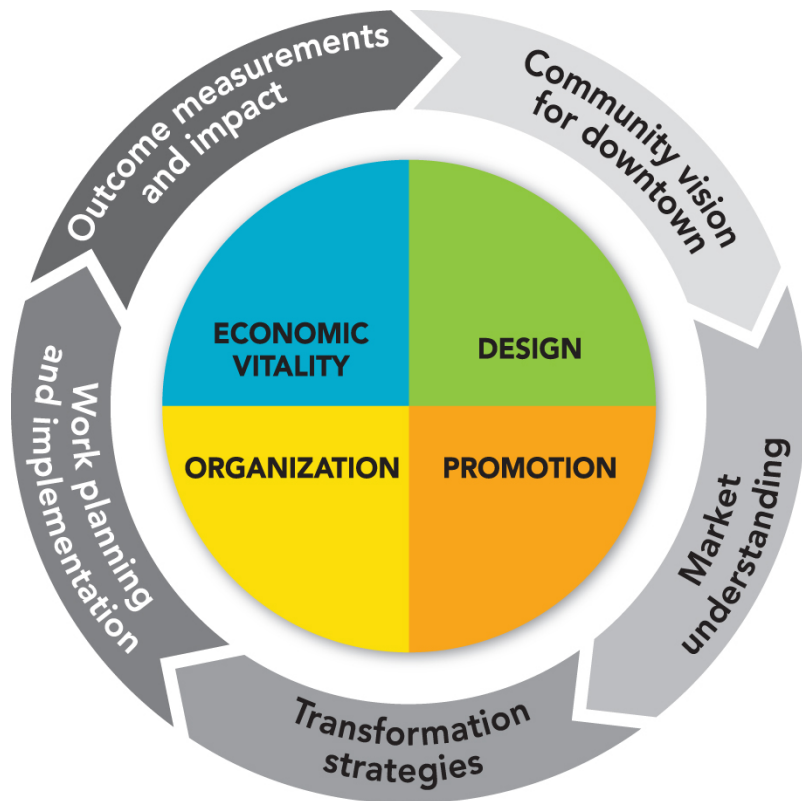 Outcome measurements
and impact
Community vision
for downtown
Market
understanding
Transformation
strategies
Work planning
and implementation
ECONOMIC
VITALITY
DESIGN
ORGANIZATION
PROMOTION